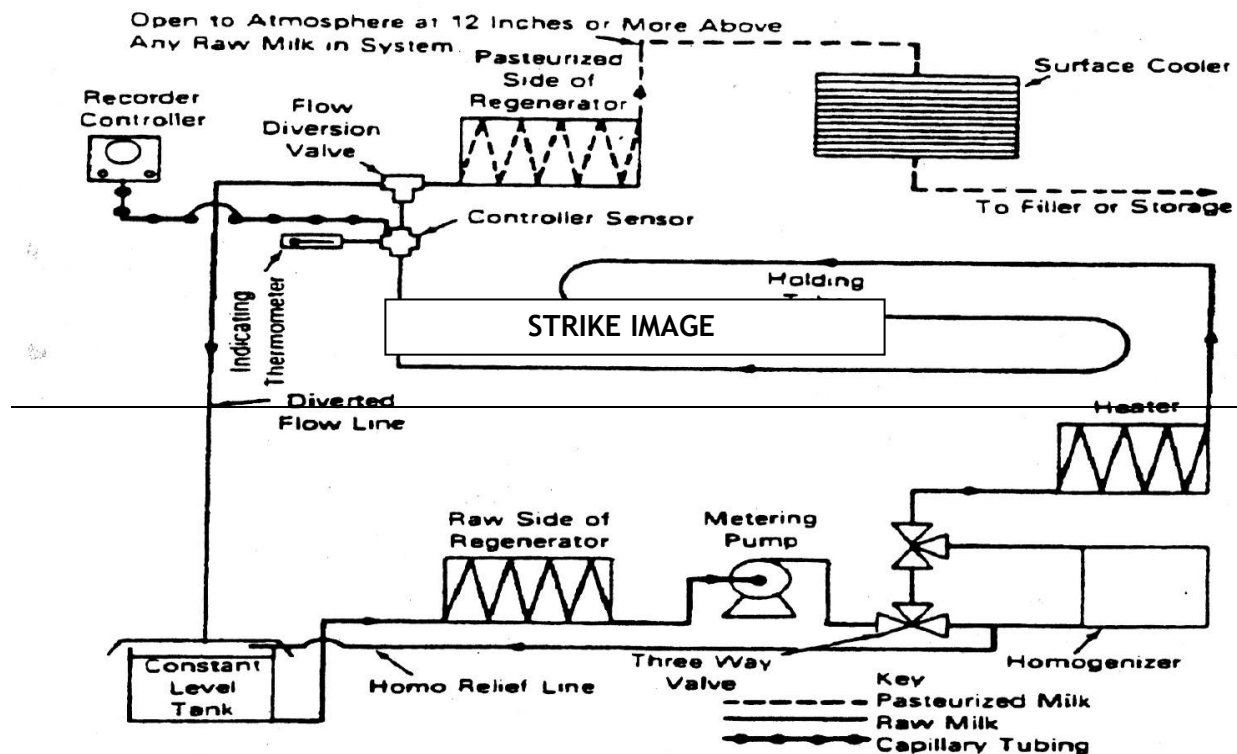 Open to Atmosphere at 12 Inches or More Above
Any Raw Milk in System
Pasteurized
Side of
Regenerator
Surface Cooler
Recorder
Controller
Flow
Diversion
Valve
Controller Sensor
To Filler or Storage
Indicating
Thermometer
Holding
STRIKE IMAGE
Diverted
Flow Line
Heater
Raw Side of
Regenerator
Metering
Pump
Constant
Level
Tank
Homo Relief Line
Three Way
Valve
Homogenizer
Key
Pasteurized Milk
Raw Milk
Capillary Tubing